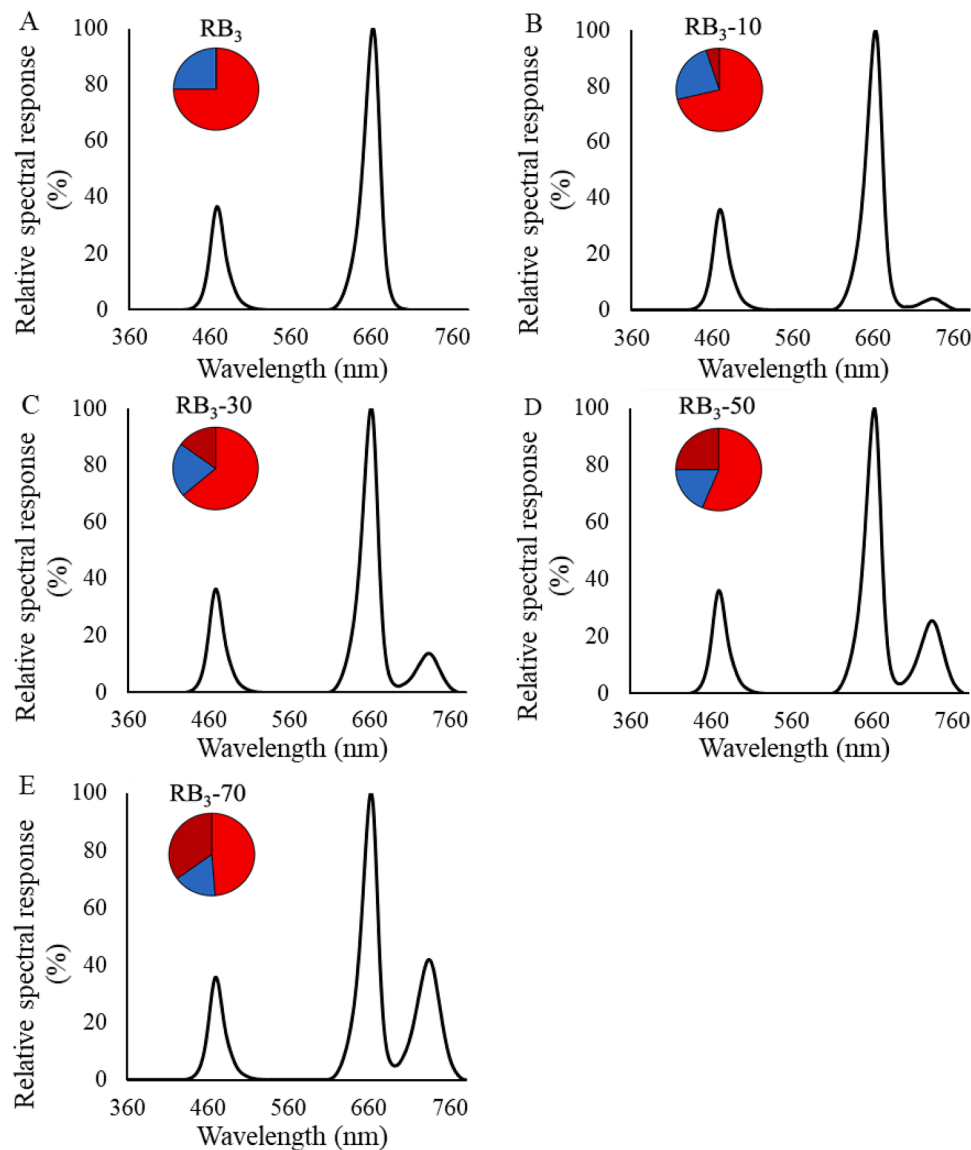 A
RB₃
Relative spectral response
(%)
100
80
60
40
20
0
360 460 560 660 760
Wavelength (nm)
B
RB₃-10
Relative spectral response
(%)
100
80
60
40
20
0
360 460 560 660 760
Wavelength (nm)
C
RB₃-30
Relative spectral response
(%)
100
80
60
40
20
0
360 460 560 660 760
Wavelength (nm)
D
RB₃-50
Relative spectral response
(%)
100
80
60
40
20
0
360 460 560 660 760
Wavelength (nm)
E
RB₃-70
Relative spectral response
(%)
100
80
60
40
20
0
360 460 560 660 760
Wavelength (nm)